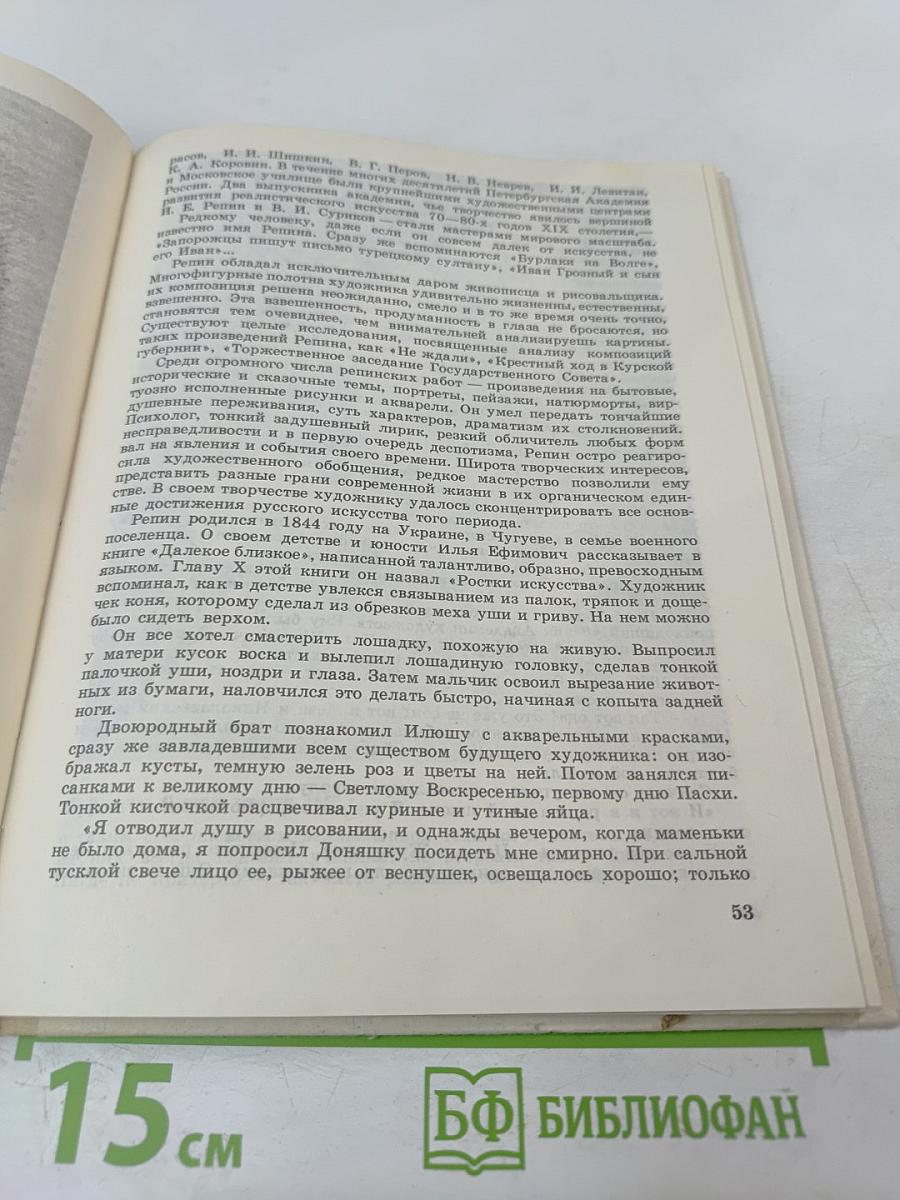 расов, И. И. Шишкин, В. Г. Перов, Н. В. Неврев, И. И. Левитан,
К. А. Коровин. В течение многих десятилетий Петербургская Академия
и Московское училище были крупнейшими художественными центрами
России. Два выпускника академии, чье творчество явилось вершиной
развития реалистического искусства 70—80-х годов XIX столетия,—
И. Е. Репин и В. И. Суриков — стали мастерами мирового масштаба.
Редкому человеку, даже если он совсем далек от искусства, не
известно имя Репина. Сразу же вспоминаются «Бурлаки на Волге»,
«Запорожцы пишут письмо турецкому султану», «Иван Грозный и сын
его Иван»...
Репин обладал исключительным даром живописца и рисовальщика.
Многофигурные полотна художника удивительно жизненны, естественны,
их композиция решена неожиданно, смело и в то же время очень точно,
взвешенно. Эта взвешенность, продуманность в глаза не бросаются, но
становятся тем очевиднее, чем внимательней анализируешь картины.
Существуют целые исследования, посвященные анализу композиций
таких произведений Репина, как «Не ждали», «Крестный ход в Курской
губернии», «Торжественное заседание Государственного Совета».
Среди огромного числа репинских работ — произведения на бытовые,
исторические и сказочные темы, портреты, пейзажи, натюрморты, вир-
туозно исполненные рисунки и акварели. Он умел передать тончайшие
душевные переживания, суть характеров, драматизм их столкновений.
Психолог, тонкий задушевный лирик, резкий обличитель любых форм
несправедливости и в первую очередь деспотизма, Репин остро реагиро-
вал на явления и события своего времени. Широта творческих интересов,
сила художественного обобщения, редкое мастерство позволили ему
представить разные грани современной жизни в их органическом един-
стве. В своем творчестве художнику удалось сконцентрировать все основ-
ные достижения русского искусства того периода.
Репин родился в 1844 году на Украине, в Чугуеве, в семье военного
поселенца. О своем детстве и юности Илья Ефимович рассказывает в
книге «Далекое близкое», написанной талантливо, образно, превосходным
языком. Главу X этой книги он назвал «Ростки искусства». Художник
вспоминал, как в детстве увлекся связыванием из палок, тряпок и доще-
чек коня, которому сделал из обрезков меха уши и гриву. На нем можно
было сидеть верхом.
Он все хотел смастерить лошадку, похожую на живую. Выпросил
у матери кусок воска и вылепил лошадиную головку, сделав тонкой
палочкой уши, ноздри и глаза. Затем мальчик освоил вырезание живот-
ных из бумаги, наловчился это делать быстро, начиная с копыта задней
ноги.
Двоюродный брат познакомил Илюшу с акварельными красками,
сразу же завладевшими всем существом будущего художника: он изо-
бражал кусты, темную зелень роз и цветы на ней. Потом занялся пи-
санками к великому дню — Светлому Воскресенью, первому дню Пасхи.
Тонкой кисточкой расцвечивал куриные и утиные яйца.
«Я отводил душу в рисовании, и однажды вечером, когда маменьки
не было дома, я попросил Доняшку посидеть мне смирно. При сальной
тусклой свече лицо ее, рыжее от веснушек, освещалось хорошо; только
53
15 см
БФ БИБЛИОФАН